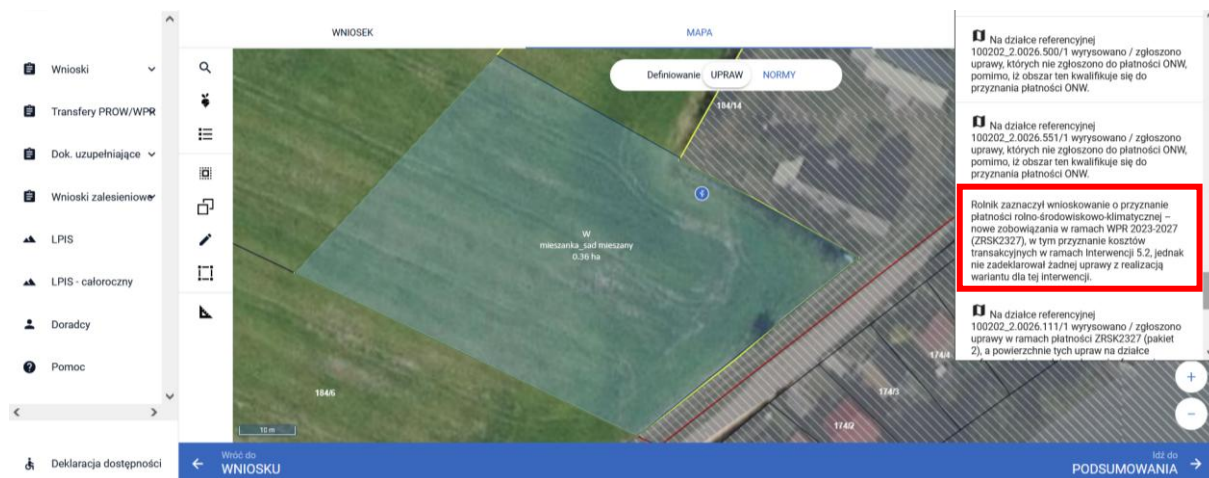 WNIOSEK
MAPA
Wnioski
Transfery PROW/WPR
Dok. uzupełniające
Wnioski zalesieniowe
LPIS
LPIS - całoroczny
Doradcy
Pomoc
Deklaracja dostępności
Definiowanie UPRAW NORMY
184/14
W
mieszanka_sad mieszany
0.36 ha
184/6
174/4
174/3
174/2
10 m
Na działce referencyjnej
100202_2.0026.500/1 wyrysowano / zgłoszono
uprawy, których nie zgłoszono do płatności ONW,
pomimo, iż obszar ten kwalifikuje się do
przyznania płatności ONW.
Na działce referencyjnej
100202_2.0026.551/1 wyrysowano / zgłoszono
uprawy, których nie zgłoszono do płatności ONW,
pomimo, iż obszar ten kwalifikuje się do
przyznania płatności ONW.
Rolnik zaznaczył wnioskowanie o przyznanie
płatności rolno-środowiskowo-klimatycznej –
nowe zobowiązania w ramach WPR 2023-2027
(ZRSK2327), w tym przyznanie kosztów
transakcyjnych w ramach Interwencji 5.2, jednak
nie zadeklarował żadnej uprawy z realizacją
wariantu dla tej interwencji.
Na działce referencyjnej
100202_2.0026.111/1 wyrysowano / zgłoszono
uprawy w ramach płatności ZRSK2327 (pakiet
2), a powierzchnie tych upraw na działce
+
−
Wróć do
WNIOSKU
Idź do
PODSUMOWANIA